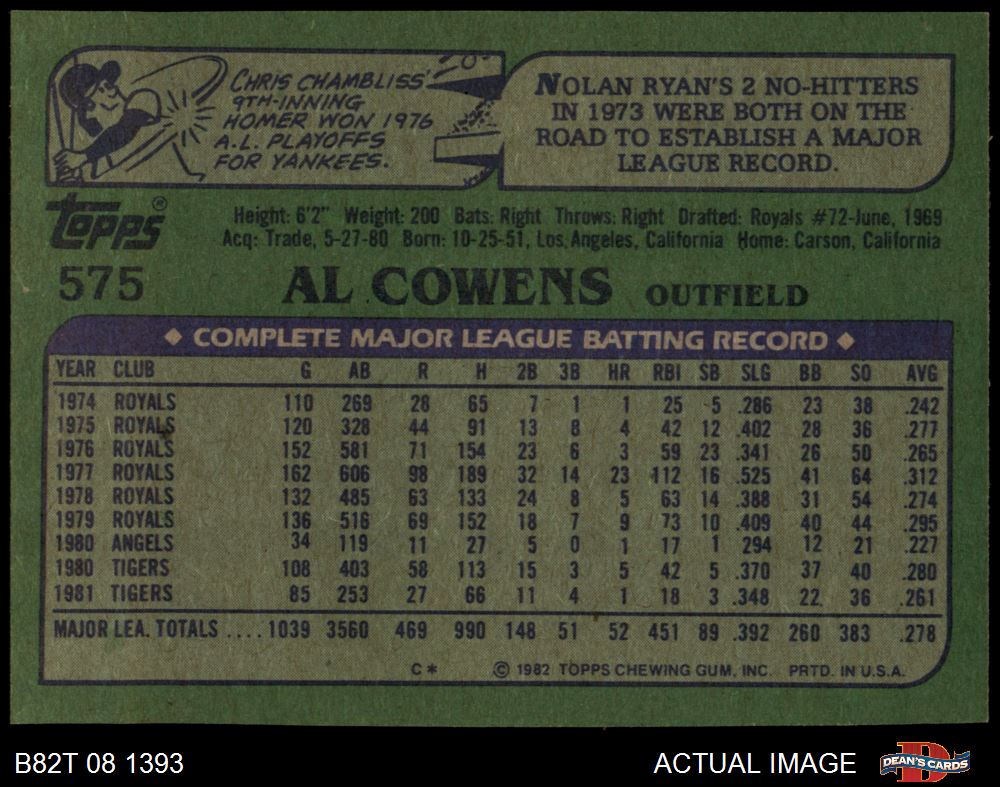 CHRIS CHAMBLISS'
9TH-INNING
HOMER WON 1976
A.L. PLAYOFFS
FOR YANKEES.
NOLAN RYAN'S 2 NO-HITTERS
IN 1973 WERE BOTH ON THE
ROAD TO ESTABLISH A MAJOR
LEAGUE RECORD.
TOPPS®
Height: 6'2" Weight: 200 Bats: Right Throws: Right Drafted: Royals #72-June, 1969
Acq: Trade, 5-27-80 Born: 10-25-51, Los Angeles, California Home: Carson, California
575 AL COWENS OUTFIELD
◆ COMPLETE MAJOR LEAGUE BATTING RECORD ◆
YEAR CLUB G AB R H 2B 3B HR RBI SB SLG BB SO AVG
1974 ROYALS 110 269 28 65 7 1 1 25 5 .286 23 38 .242
1975 ROYALS 120 328 44 91 13 8 4 42 12 .402 28 36 .277
1976 ROYALS 152 581 71 154 23 6 3 59 23 .341 26 50 .265
1977 ROYALS 162 606 98 189 32 14 23 112 16 .525 41 64 .312
1978 ROYALS 132 485 63 133 24 8 5 63 14 .388 31 54 .274
1979 ROYALS 136 516 69 152 18 7 9 73 10 .409 40 44 .295
1980 ANGELS 34 119 11 27 5 0 1 17 1 .294 12 21 .227
1980 TIGERS 108 403 58 113 15 3 5 42 5 .370 37 40 .280
1981 TIGERS 85 253 27 66 11 4 1 18 3 .348 22 36 .261
MAJOR LEA. TOTALS .... 1039 3560 469 990 148 51 52 451 89 .392 260 383 .278
C* © 1982 TOPPS CHEWING GUM, INC. PRTD. IN U.S.A.
B82T 08 1393 ACTUAL IMAGE DEAN'S CARDS